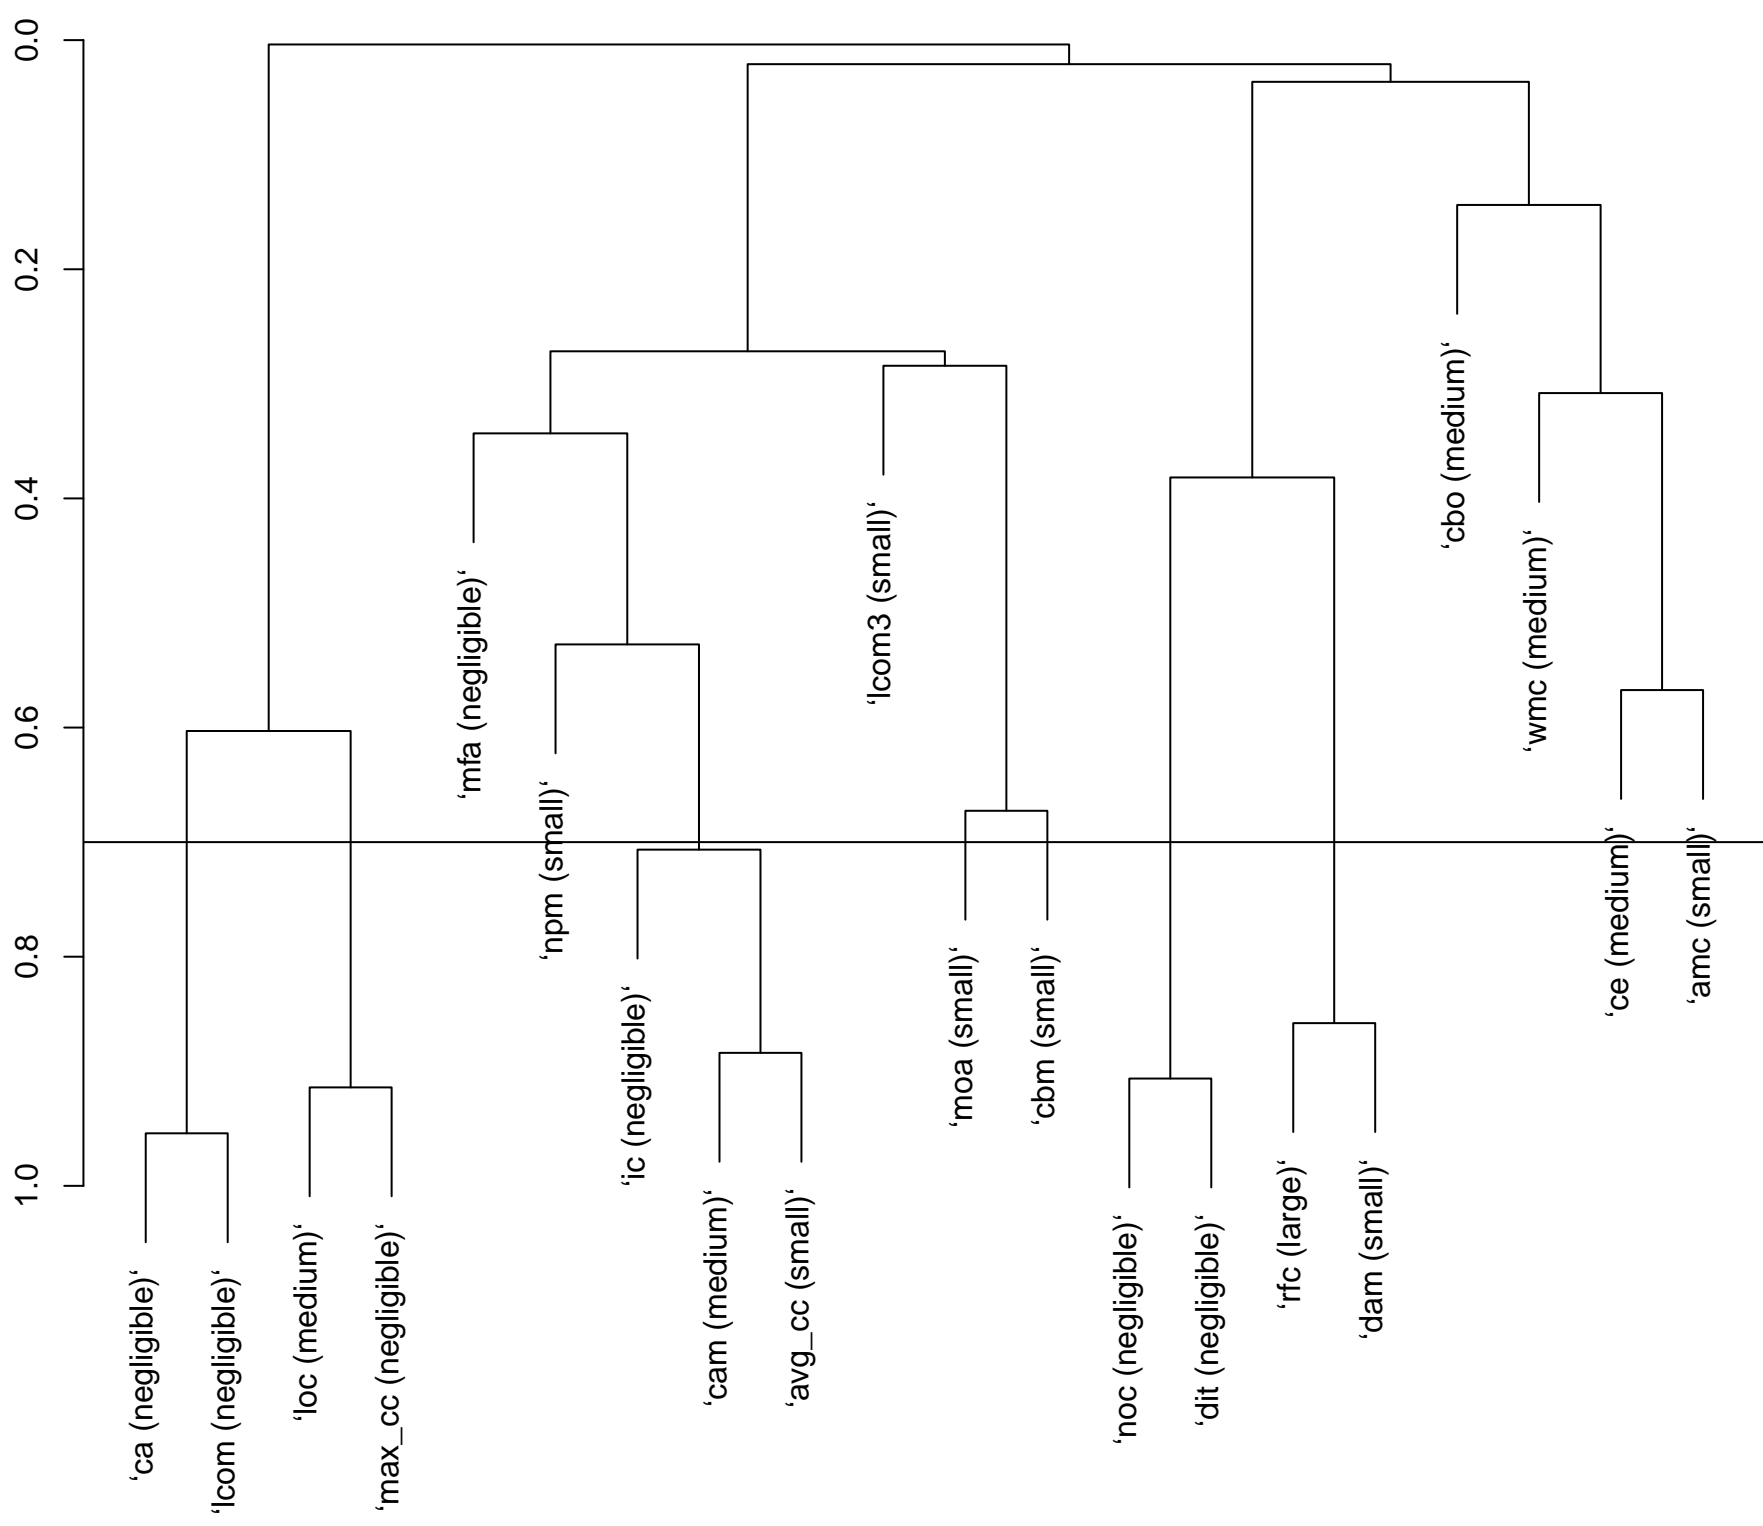 0.0
0.2
0.4
0.6
0.8
1.0
‘ca (negligible)‘
‘lcom (negligible)‘
‘loc (medium)‘
‘max_cc (negligible)‘
‘mfa (negligible)‘
‘npm (small)‘
‘ic (negligible)‘
‘cam (medium)‘
‘avg_cc (small)‘
‘lcom3 (small)‘
‘moa (small)‘
‘cbm (small)‘
‘noc (negligible)‘
‘dit (negligible)‘
‘rfc (large)‘
‘dam (small)‘
‘cbo (medium)‘
‘wmc (medium)‘
‘ce (medium)‘
‘amc (small)‘